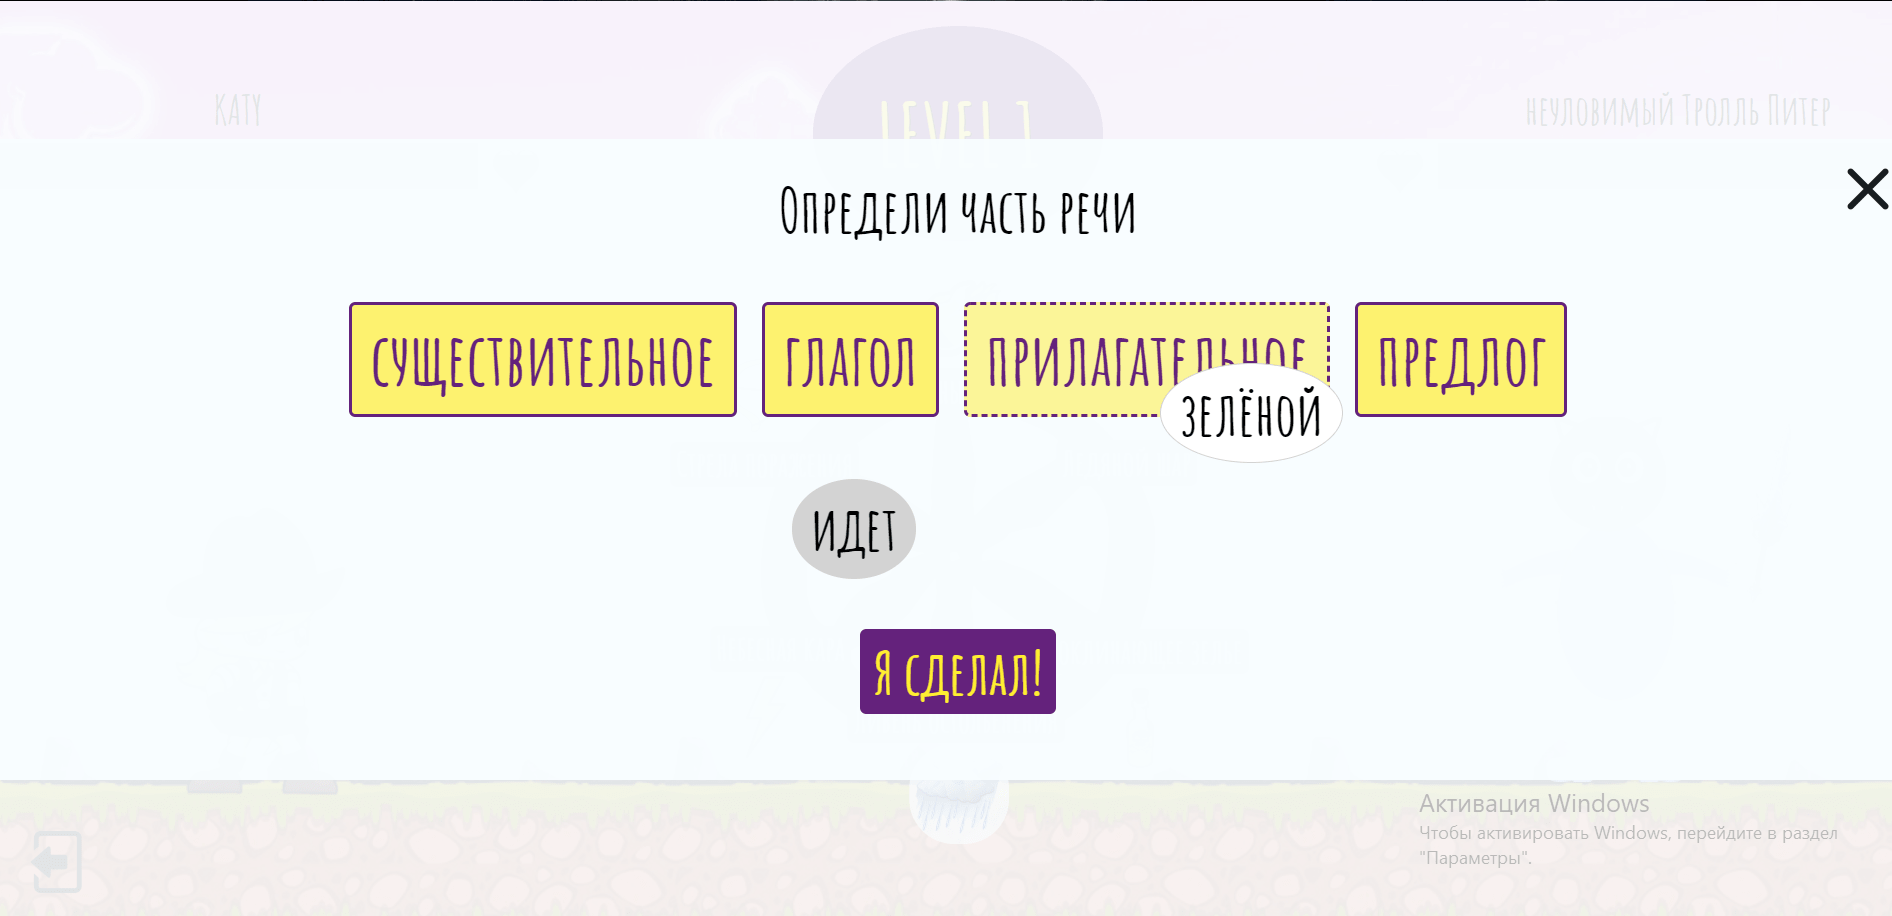 KATY
LEVEL 1
неуловимый Тролль Питер
Определи часть речи
существительное
глагол
прилагательное
предлог
зелёной
идет
Я сделал!
Активация Windows
Чтобы активировать Windows, перейдите в раздел
"Параметры".